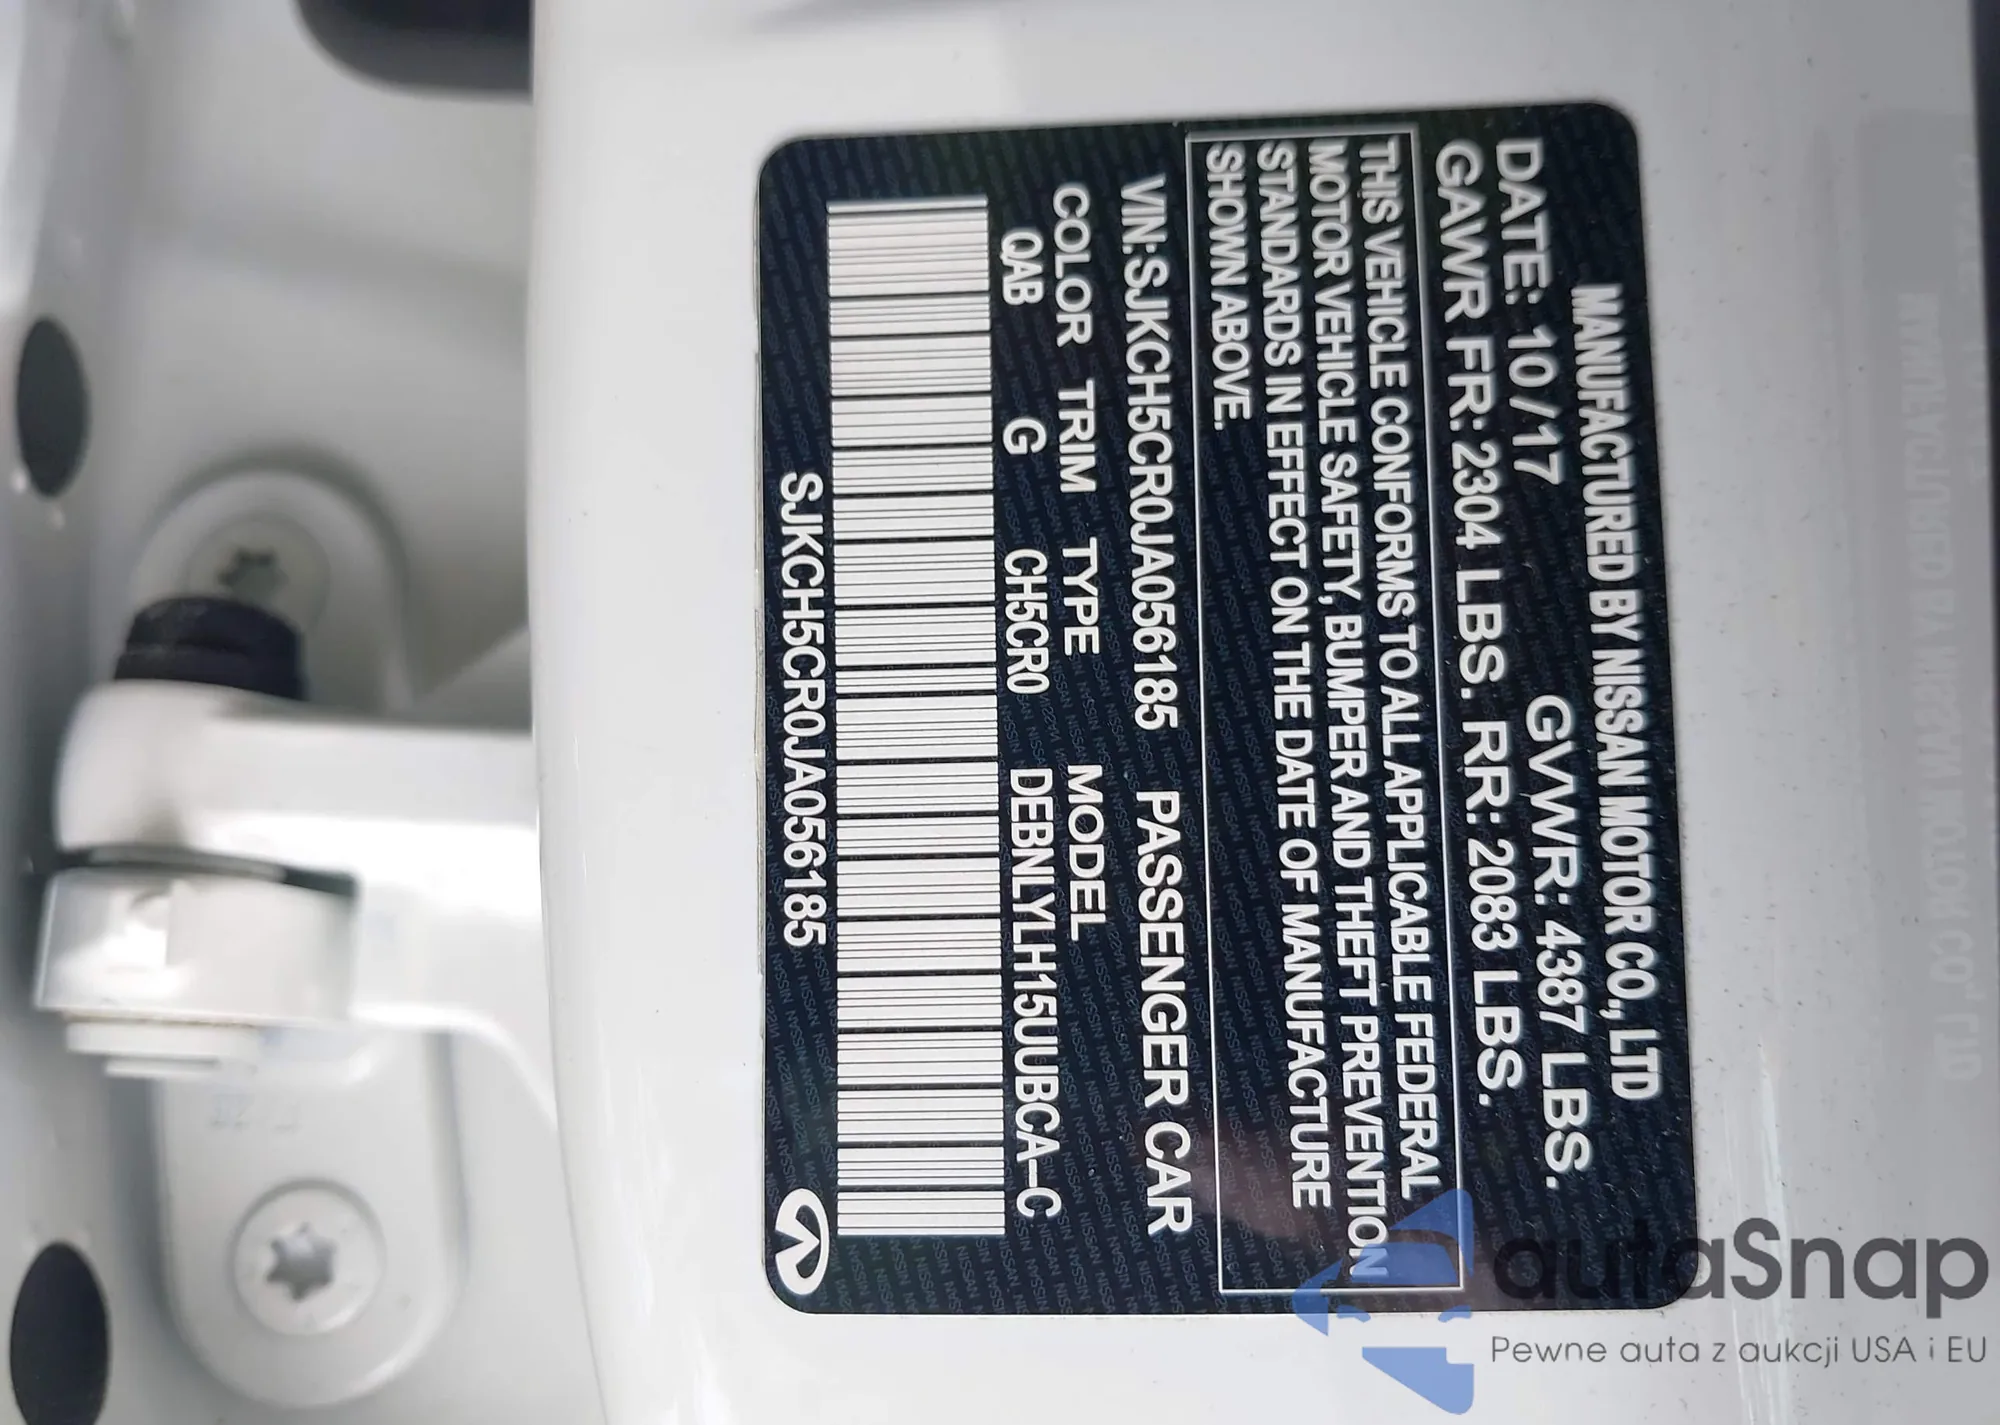 MANUFACTURED BY NISSAN MOTOR CO., LTD
DATE: 10/17 GVWR: 4387 LBS.
GAWR FR: 2304 LBS. RR: 2083 LBS.
THIS VEHICLE CONFORMS TO ALL APPLICABLE FEDERAL
MOTOR VEHICLE SAFETY, BUMPER AND THEFT PREVENTION
STANDARDS IN EFFECT ON THE DATE OF MANUFACTURE
SHOWN ABOVE.
VIN: SJKCH5CR0JA056185 PASSENGER CAR
COLOR TRIM TYPE MODEL
QAB G CH5CR0 DEBNLYLH15UUBCA-C
SJKCH5CR0JA056185
autaSnap
Pewne auta z aukcji USA i EU